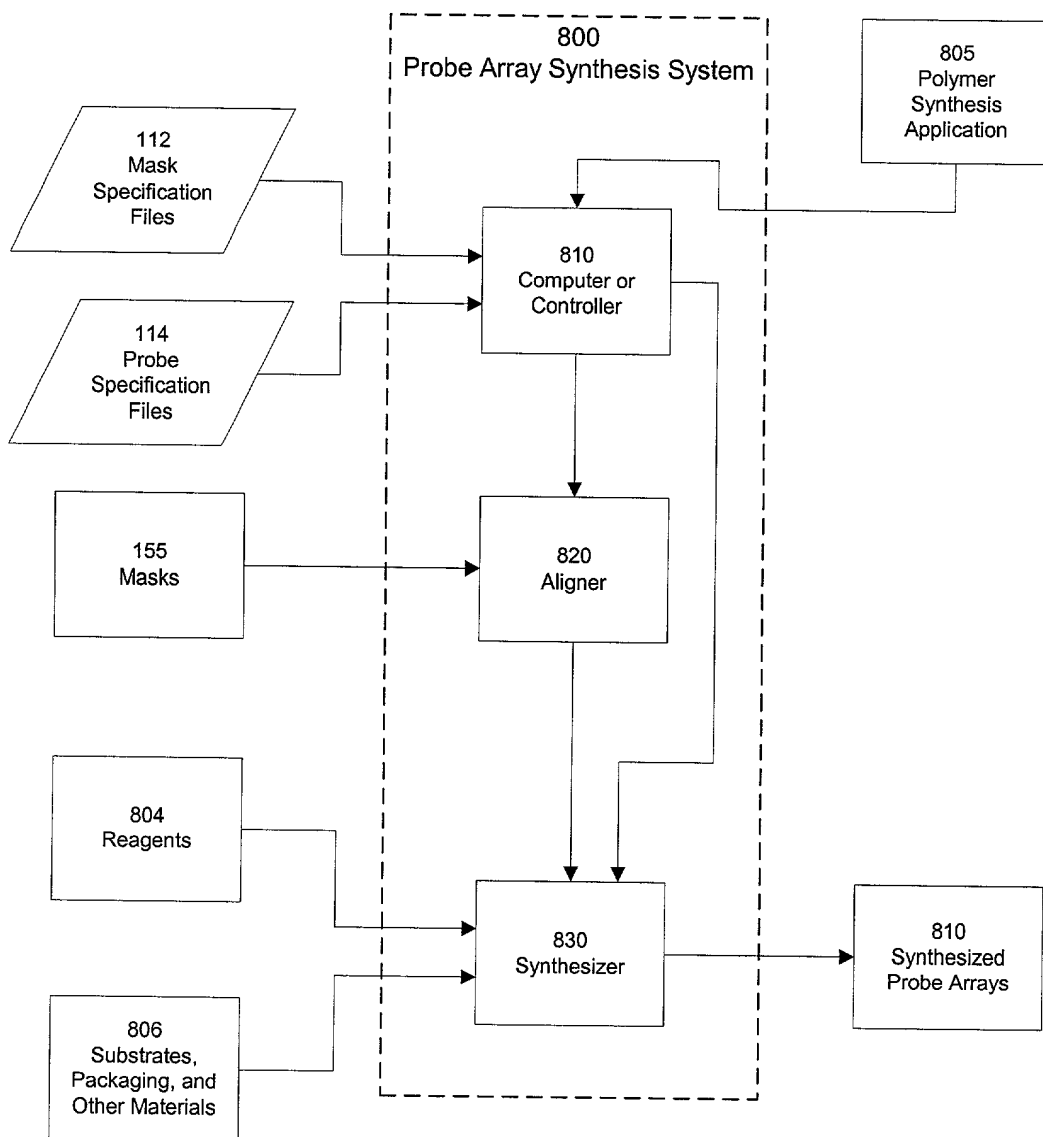 800
Probe Array Synthesis System
805
Polymer
Synthesis
Application
112
Mask
Specification
Files
810
Computer or
Controller
114
Probe
Specification
Files
155
Masks
820
Aligner
804
Reagents
830
Synthesizer
810
Synthesized
Probe Arrays
806
Substrates,
Packaging, and
Other Materials